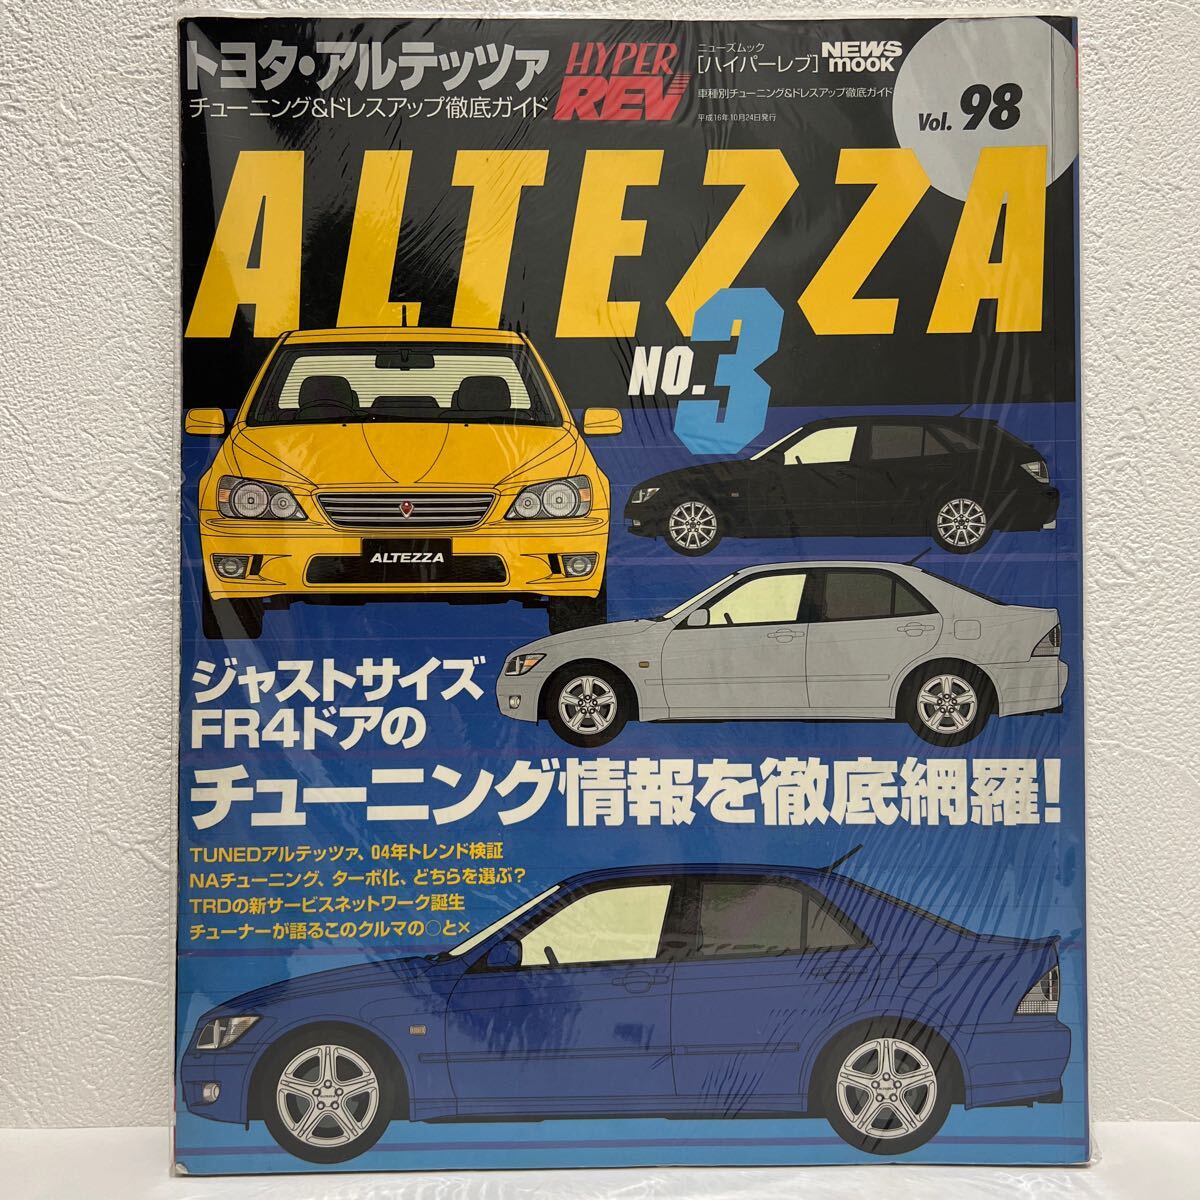 トヨタ・アルテッツァ
チューニング&ドレスアップ徹底ガイド
HYPER
REV
ニューズムック
[ハイパーレブ]
NEWS
mook
車種別チューニング&ドレスアップ徹底ガイド
平成16年10月24日発行
Vol. 98
ALTEZZA
NO.3
ALTEZZA
ジャストサイズ
FR4ドアの
チューニング情報を徹底網羅!
TUNEDアルテッツァ、04年トレンド検証
NAチューニング、ターボ化、どちらを選ぶ?
TRDの新サービスネットワーク誕生
チューナーが語るこのクルマの○と×